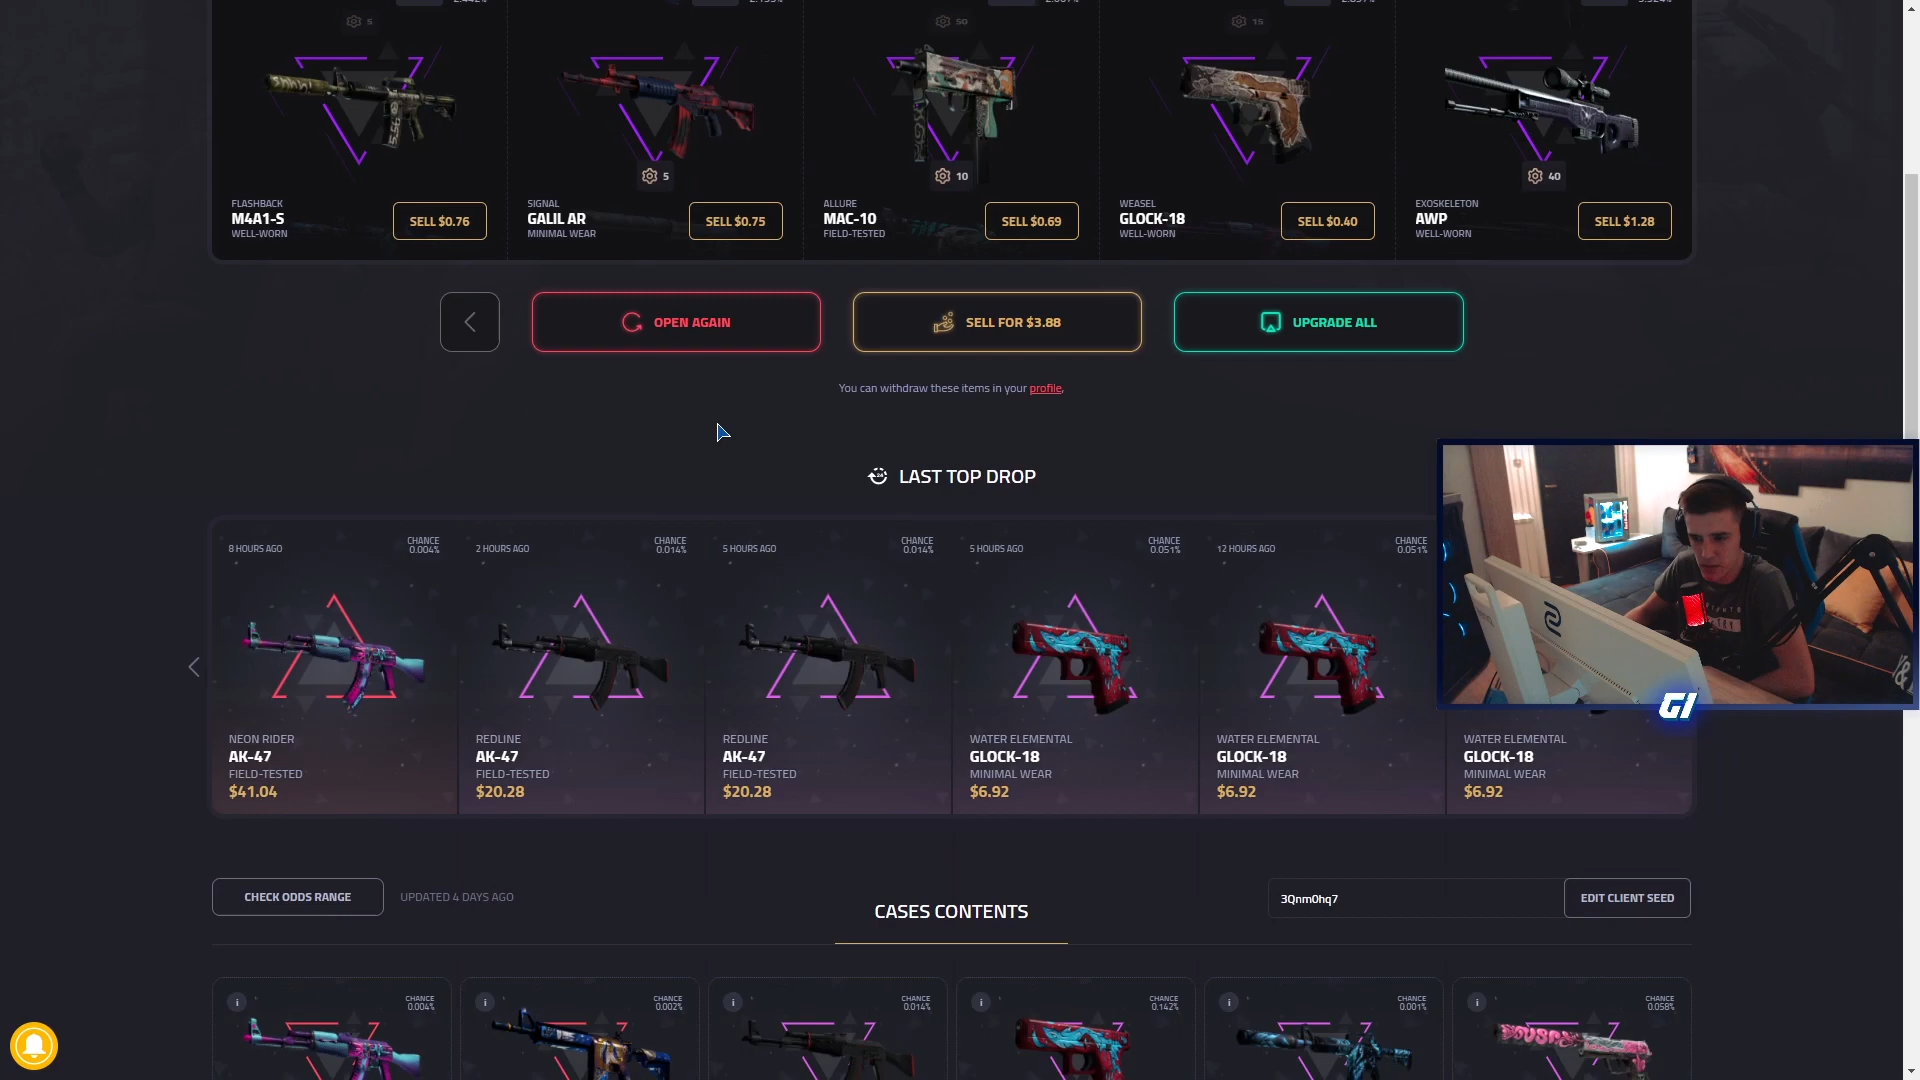 5
50
15
5
10
40
FLASHBACK
M4A1-S
WELL-WORN
SELL $0.76
SIGNAL
GALIL AR
MINIMAL WEAR
SELL $0.75
ALLURE
MAC-10
FIELD-TESTED
SELL $0.69
WEASEL
GLOCK-18
WELL-WORN
SELL $0.40
EXOSKELETON
AWP
WELL-WORN
SELL $1.28
OPEN AGAIN
SELL FOR $3.88
UPGRADE ALL
You can withdraw these items in your profile.
LAST TOP DROP
8 HOURS AGO
CHANCE
0.004%
2 HOURS AGO
CHANCE
0.014%
5 HOURS AGO
CHANCE
0.014%
5 HOURS AGO
CHANCE
0.051%
12 HOURS AGO
CHANCE
0.051%
NEON RIDER
AK-47
FIELD-TESTED
$41.04
REDLINE
AK-47
FIELD-TESTED
$20.28
REDLINE
AK-47
FIELD-TESTED
$20.28
WATER ELEMENTAL
GLOCK-18
MINIMAL WEAR
$6.92
WATER ELEMENTAL
GLOCK-18
MINIMAL WEAR
$6.92
WATER ELEMENTAL
GLOCK-18
MINIMAL WEAR
$6.92
GI
CHECK ODDS RANGE
UPDATED 4 DAYS AGO
CASES CONTENTS
3Qnm0hq7
EDIT CLIENT SEED
CHANCE
0.004%
CHANCE
0.002%
CHANCE
0.014%
CHANCE
0.142%
CHANCE
0.001%
CHANCE
0.058%